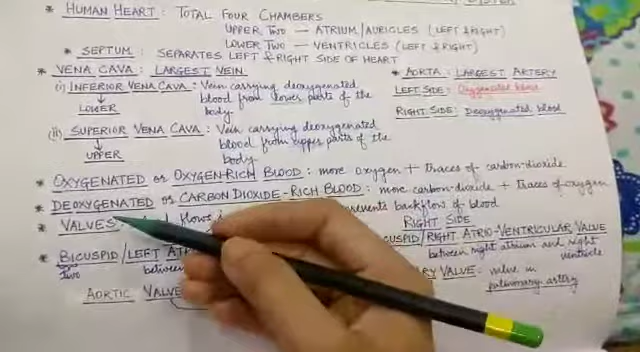 * HUMAN HEART: TOTAL FOUR CHAMBERS
UPPER TWO — ATRIUM/AURICLES (LEFT & RIGHT)
LOWER TWO — VENTRICLES (LEFT & RIGHT)
* SEPTUM: SEPARATES LEFT & RIGHT SIDE OF HEART
* VENA CAVA: LARGEST VEIN
(i) INFERIOR VENA CAVA: Vein carrying deoxygenated
↓
LOWER
blood from lower parts of the
body
(ii) SUPERIOR VENA CAVA: Vein carrying deoxygenated
↓
UPPER
blood from upper parts of the
body
* AORTA: LARGEST ARTERY
LEFT SIDE: Oxygenated blood
RIGHT SIDE: Deoxygenated blood
* OXYGENATED OR OXYGEN-RICH BLOOD: more oxygen + traces of carbon-dioxide
* DEOXYGENATED OR CARBON DIOXIDE-RICH BLOOD: more carbon-dioxide + traces of oxygen
* VALVES: flows prevents backflow of blood
* BICUSPID/LEFT
Two
between
AORTIC VALVE
RIGHT SIDE
CUSPID/RIGHT ATRIO-VENTRICULAR VALVE
between right atrium and right
ventricle
ARY VALVE - valve in
pulmonary artery